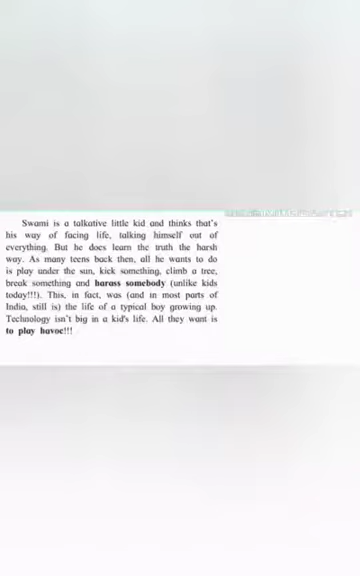 Swami is a talkative little kid and thinks that's
his way of facing life, talking himself out of
everything. But he does learn the truth the harsh
way. As many teens back then, all he wants to do
is play under the sun, kick something, climb a tree,
break something and harass somebody (unlike kids
today!!!). This, in fact, was (and in most parts of
India, still is) the life of a typical boy growing up.
Technology isn't big in a kid's life. All they want is
to play havoc!!!